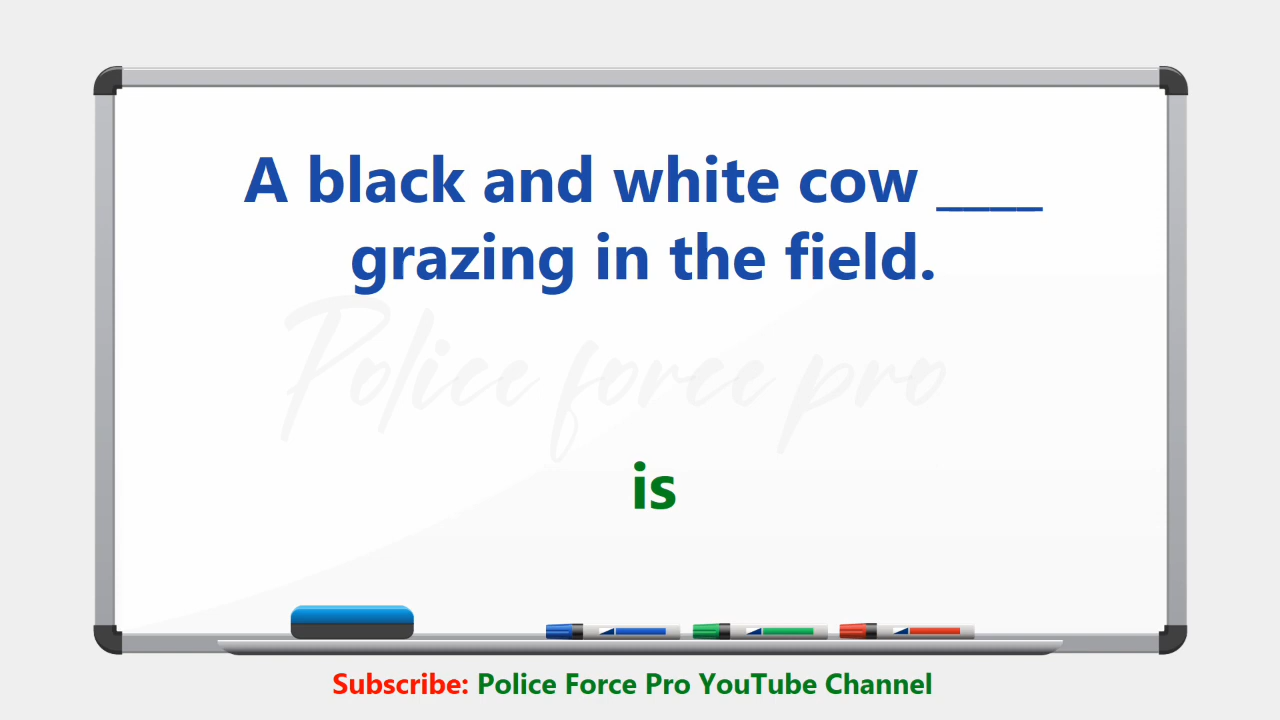 A black and white cow ____
grazing in the field.
Police force pro
is
Subscribe: Police Force Pro YouTube Channel